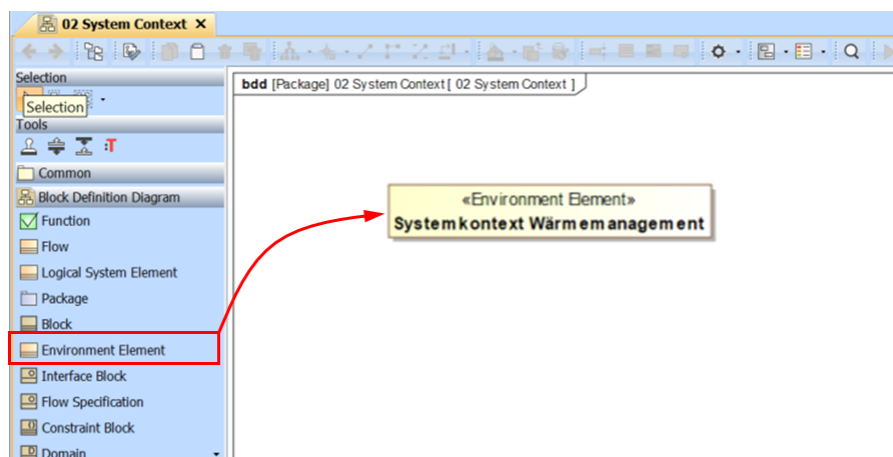 02 System Context
Selection
Selection
Tools
:T
Common
Block Definition Diagram
Function
Flow
Logical System Element
Package
Block
Environment Element
Interface Block
Flow Specification
Constraint Block
Domain
bdd [Package] 02 System Context [ 02 System Context ]
«Environment Element»
Systemkontext Wärmemanagement